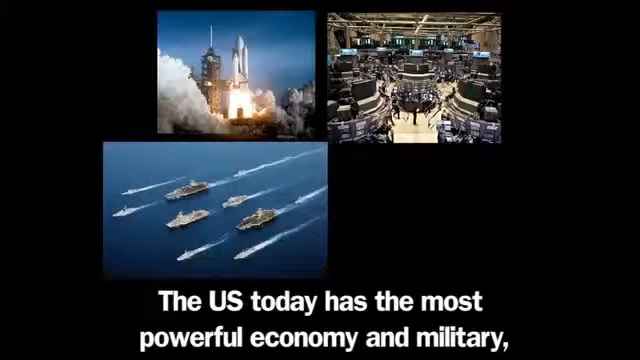 The US today has the most
powerful economy and military,